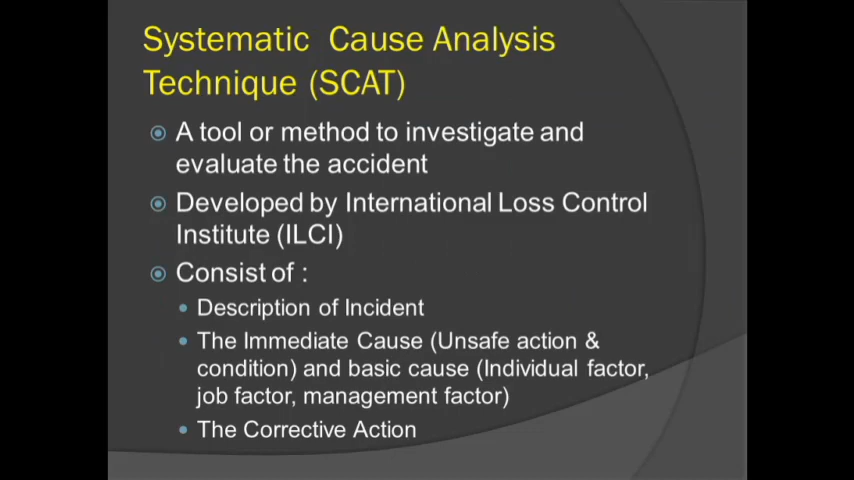 Systematic Cause Analysis
Technique (SCAT)
A tool or method to investigate and
evaluate the accident
Developed by International Loss Control
Institute (ILCI)
Consist of :
Description of Incident
The Immediate Cause (Unsafe action &
condition) and basic cause (Individual factor,
job factor, management factor)
The Corrective Action